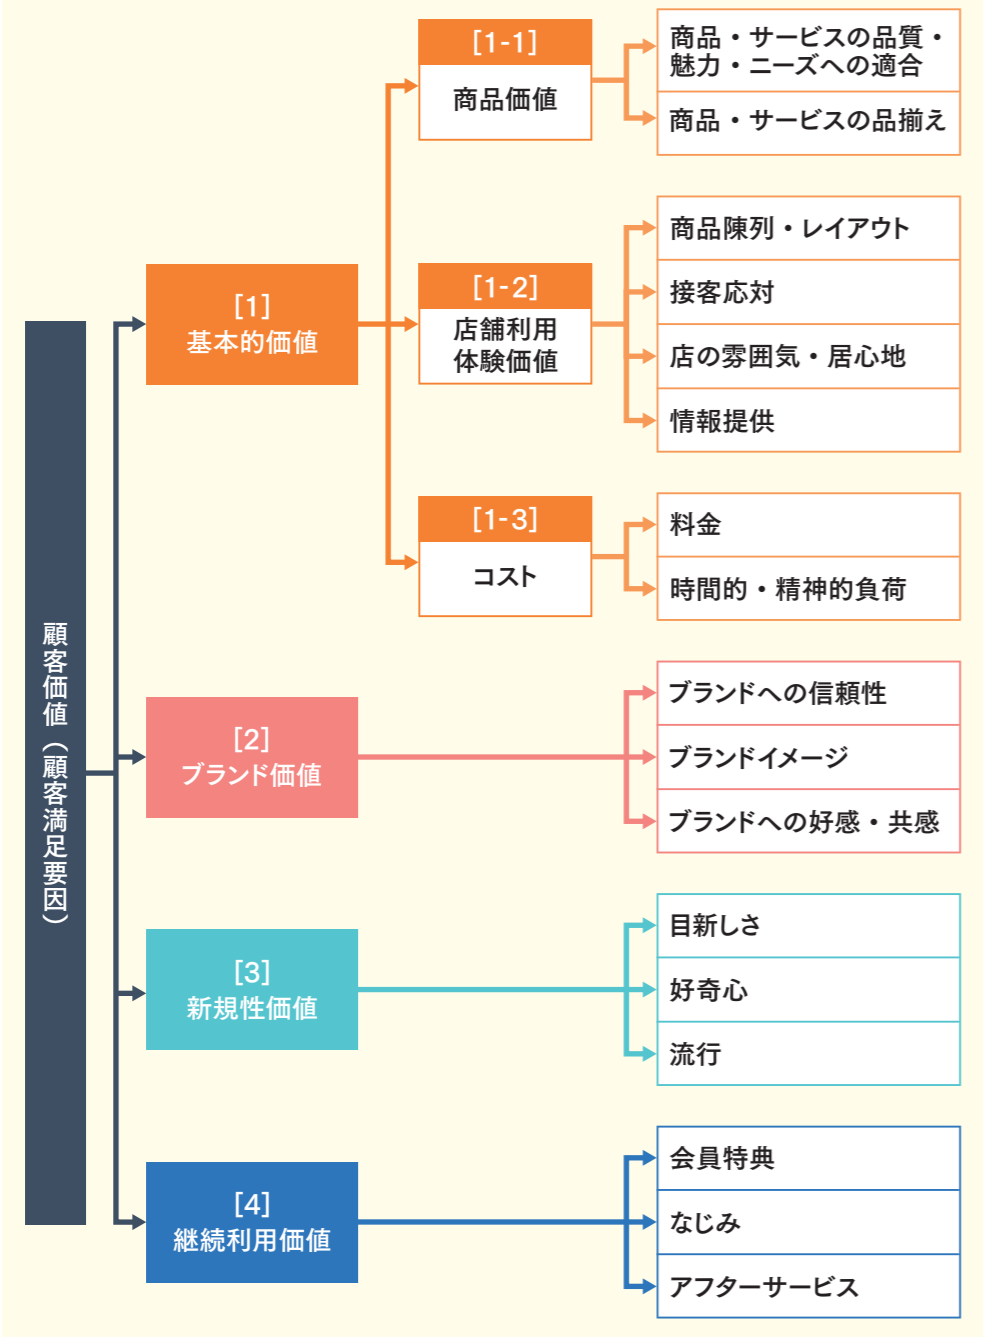 顧客価値（顧客満足要因）
[1]
基本的価値
[1-1]
商品価値
商品・サービスの品質・
魅力・ニーズへの適合
商品・サービスの品揃え
[1-2]
店舗利用
体験価値
商品陳列・レイアウト
接客応対
店の雰囲気・居心地
情報提供
[1-3]
コスト
料金
時間的・精神的負荷
[2]
ブランド価値
ブランドへの信頼性
ブランドイメージ
ブランドへの好感・共感
[3]
新規性価値
目新しさ
好奇心
流行
[4]
継続利用価値
会員特典
なじみ
アフターサービス